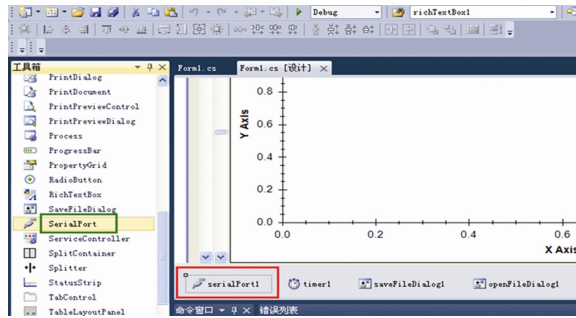 Debug
richTextBox1
工具箱
Form1.cs
Form1.cs [设计]
PrintDialog
PrintDocument
PrintPreviewControl
PrintPreviewDialog
Process
ProgressBar
PropertyGrid
RadioButton
RichTextBox
SaveFileDialog
SerialPort
ServiceController
SplitContainer
Splitter
StatusStrip
TabControl
TableLayoutPanel
0.8
0.6
0.4
0.2
0.0
Y Axis
0.0 0.2 0.4 0.6
X Axis
serialPort1 timer1 saveFileDialog1 openFileDialog1
命令窗口 错误列表